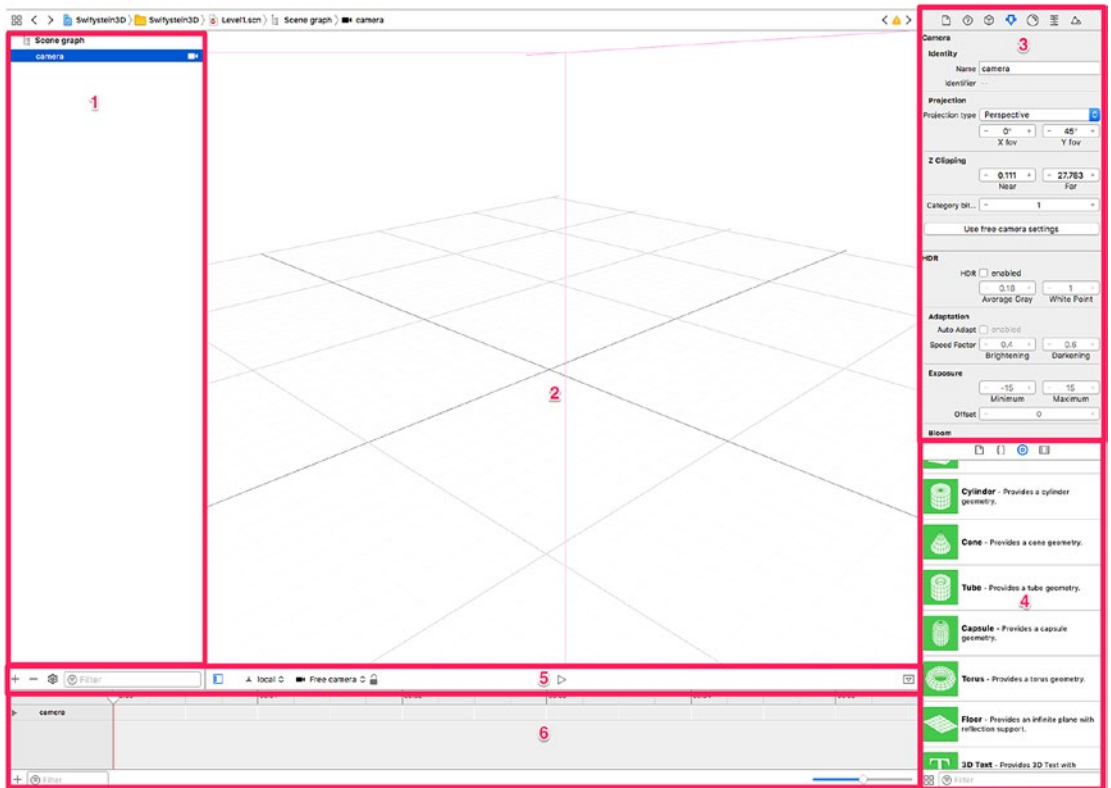 Swifystein3D Swifystein3D Level1.scn Scene graph camera
Scene graph
camera
1
2
3
Camera
Identity
Name camera
Identifier --
Projection
Projection type Perspective
- 0° + - 45° +
X fov Y fov
Z Clipping
- 0.111 + - 27.763 +
Near Far
Category bit... - 1 +
Use free camera settings
HDR
HDR enabled
- 0.18 + - 1 +
Average Gray White Point
Adaptation
Auto Adapt enabled
Speed Factor - 0.4 + - 0.6 +
Brightening Darkening
Exposure
- -15 + - 15 +
Minimum Maximum
Offset - 0 +
Bloom
{}
Cylinder - Provides a cylinder
geometry.
Cone - Provides a cone geometry.
Tube - Provides a tube geometry.
4
Capsule - Provides a capsule
geometry.
Torus - Provides a torus geometry.
Floor - Provides an infinite plane with
reflection support.
T 3D Text - Provides 3D Text with
Filter
+ - Filter local Free camera 5
camera
6
+ Filter